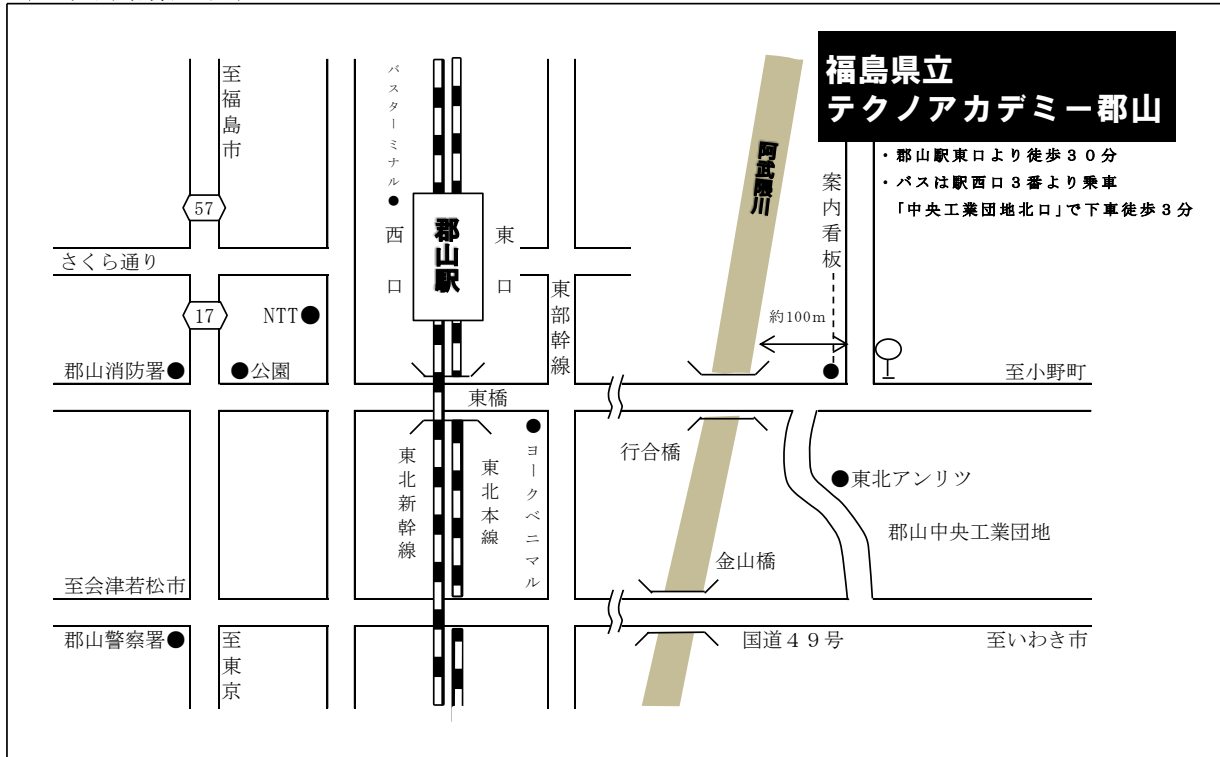 福島県立
テクノアカデミー郡山
・郡山駅東口より徒歩３０分
・バスは駅西口３番より乗車
「中央工業団地北口」で下車徒歩３分
至福島市
バスターミナル●
阿武隈川
案内看板
57
西口
郡山駅
東口
さくら通り
東部幹線
17
NTT●
約100m
郡山消防署●
●公園
至小野町
東橋
●ヨークベニマル
行合橋
東北新幹線
東北本線
●東北アンリツ
郡山中央工業団地
金山橋
至会津若松市
郡山警察署●
至東京
国道４９号
至いわき市